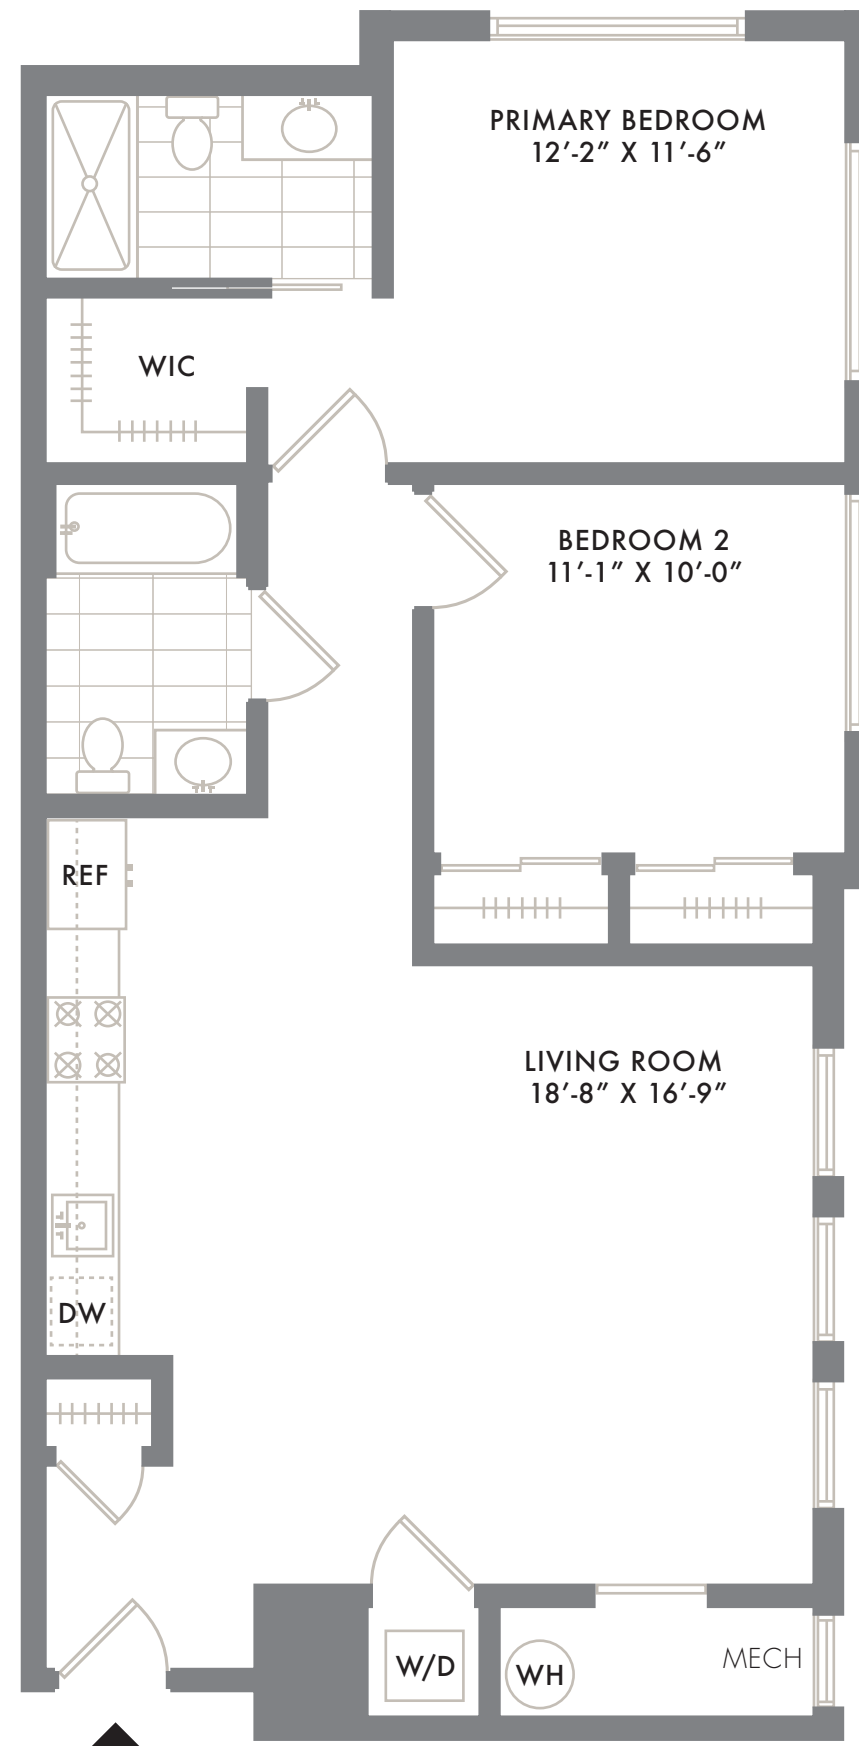 PRIMARY BEDROOM
12′-2″ X 11′-6″
WIC
BEDROOM 2
11′-1″ X 10′-0″
REF
LIVING ROOM
18′-8″ X 16′-9″
DW
W/D
WH
MECH